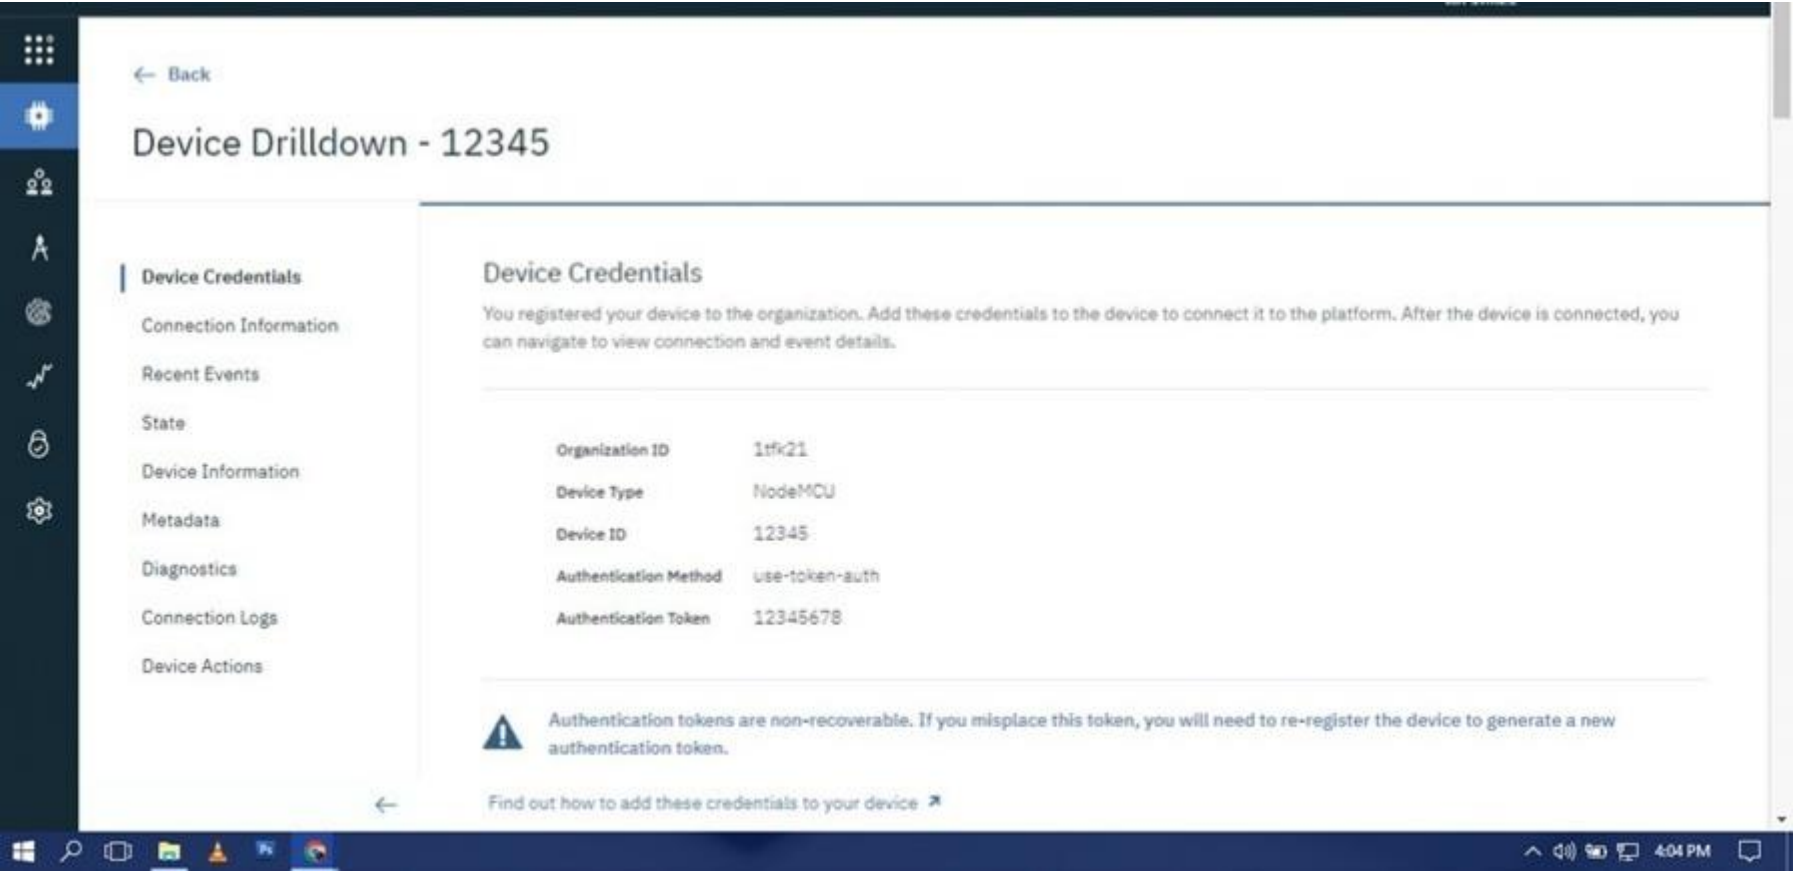 ← Back
Device Drilldown - 12345
Device Credentials
Connection Information
Recent Events
State
Device Information
Metadata
Diagnostics
Connection Logs
Device Actions
Device Credentials
You registered your device to the organization. Add these credentials to the device to connect it to the platform. After the device is connected, you
can navigate to view connection and event details.
Organization ID 1tfk21
Device Type NodeMCU
Device ID 12345
Authentication Method use-token-auth
Authentication Token 12345678
Authentication tokens are non-recoverable. If you misplace this token, you will need to re-register the device to generate a new
authentication token.
Find out how to add these credentials to your device
4:04 PM